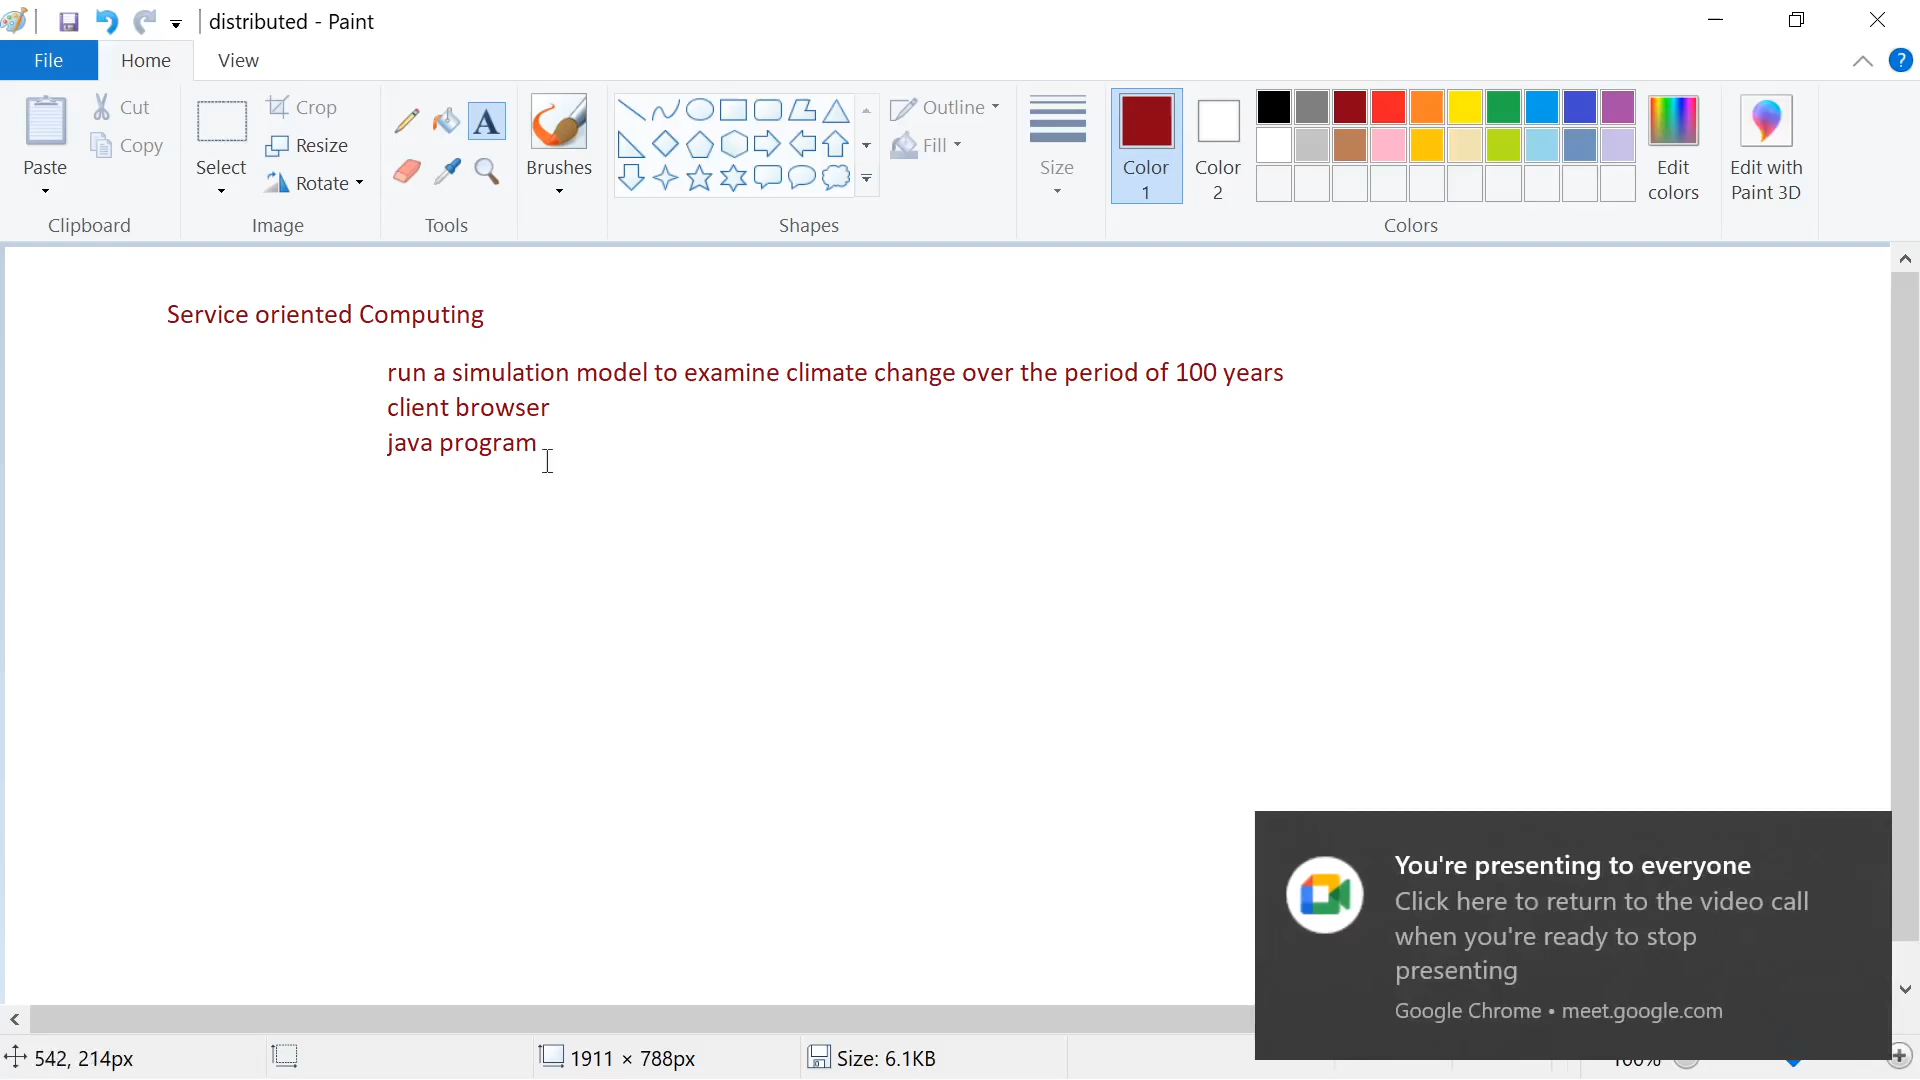 distributed - Paint
File
Home
View
?
Paste
Cut
Copy
Clipboard
Select
Crop
Resize
Rotate
Image
A
Tools
Brushes
Shapes
Outline
Fill
Size
Color 1
Color 2
Colors
Edit colors
Edit with Paint 3D
Service oriented Computing
run a simulation model to examine climate change over the period of 100 years
client browser
java program
You're presenting to everyone
Click here to return to the video call
when you're ready to stop
presenting
Google Chrome • meet.google.com
542, 214px
1911 × 788px
Size: 6.1KB
100%